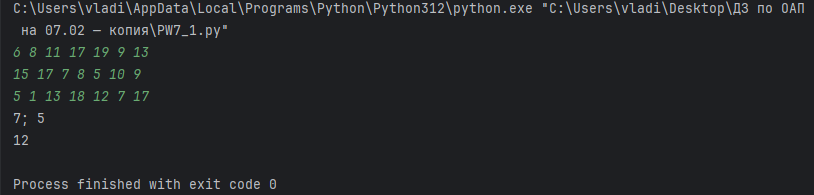 C:\Users\vladi\AppData\Local\Programs\Python\Python312\python.exe "C:\Users\vladi\Desktop\ДЗ по ОАП
на 07.02 — копия\PW7_1.py"
6 8 11 17 19 9 13
15 17 7 8 5 10 9
5 1 13 18 12 7 17
7; 5
12
Process finished with exit code 0